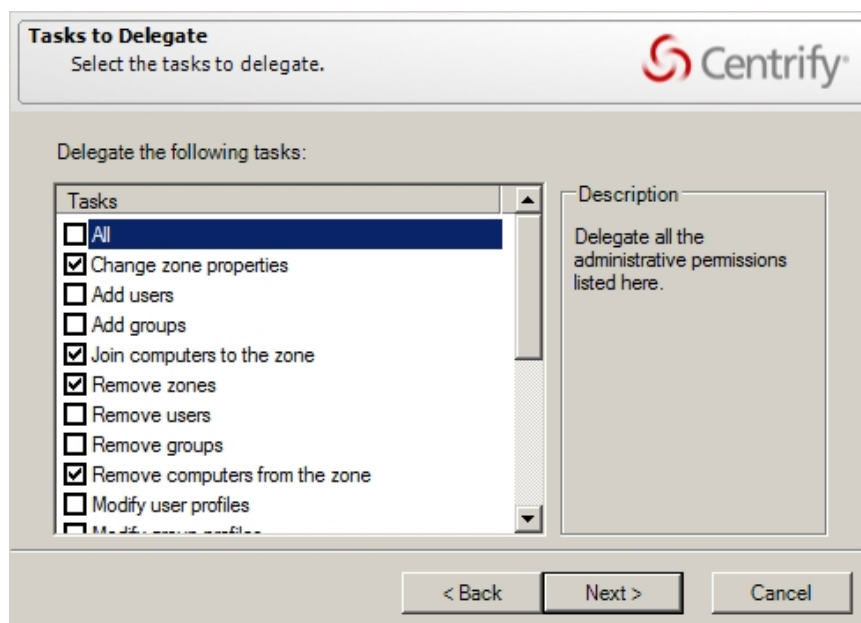 Tasks to Delegate
Select the tasks to delegate.
Centrify
Delegate the following tasks:
Tasks
All
Change zone properties
Add users
Add groups
Join computers to the zone
Remove zones
Remove users
Remove groups
Remove computers from the zone
Modify user profiles
Description
Delegate all the
administrative permissions
listed here.
< Back
Next >
Cancel